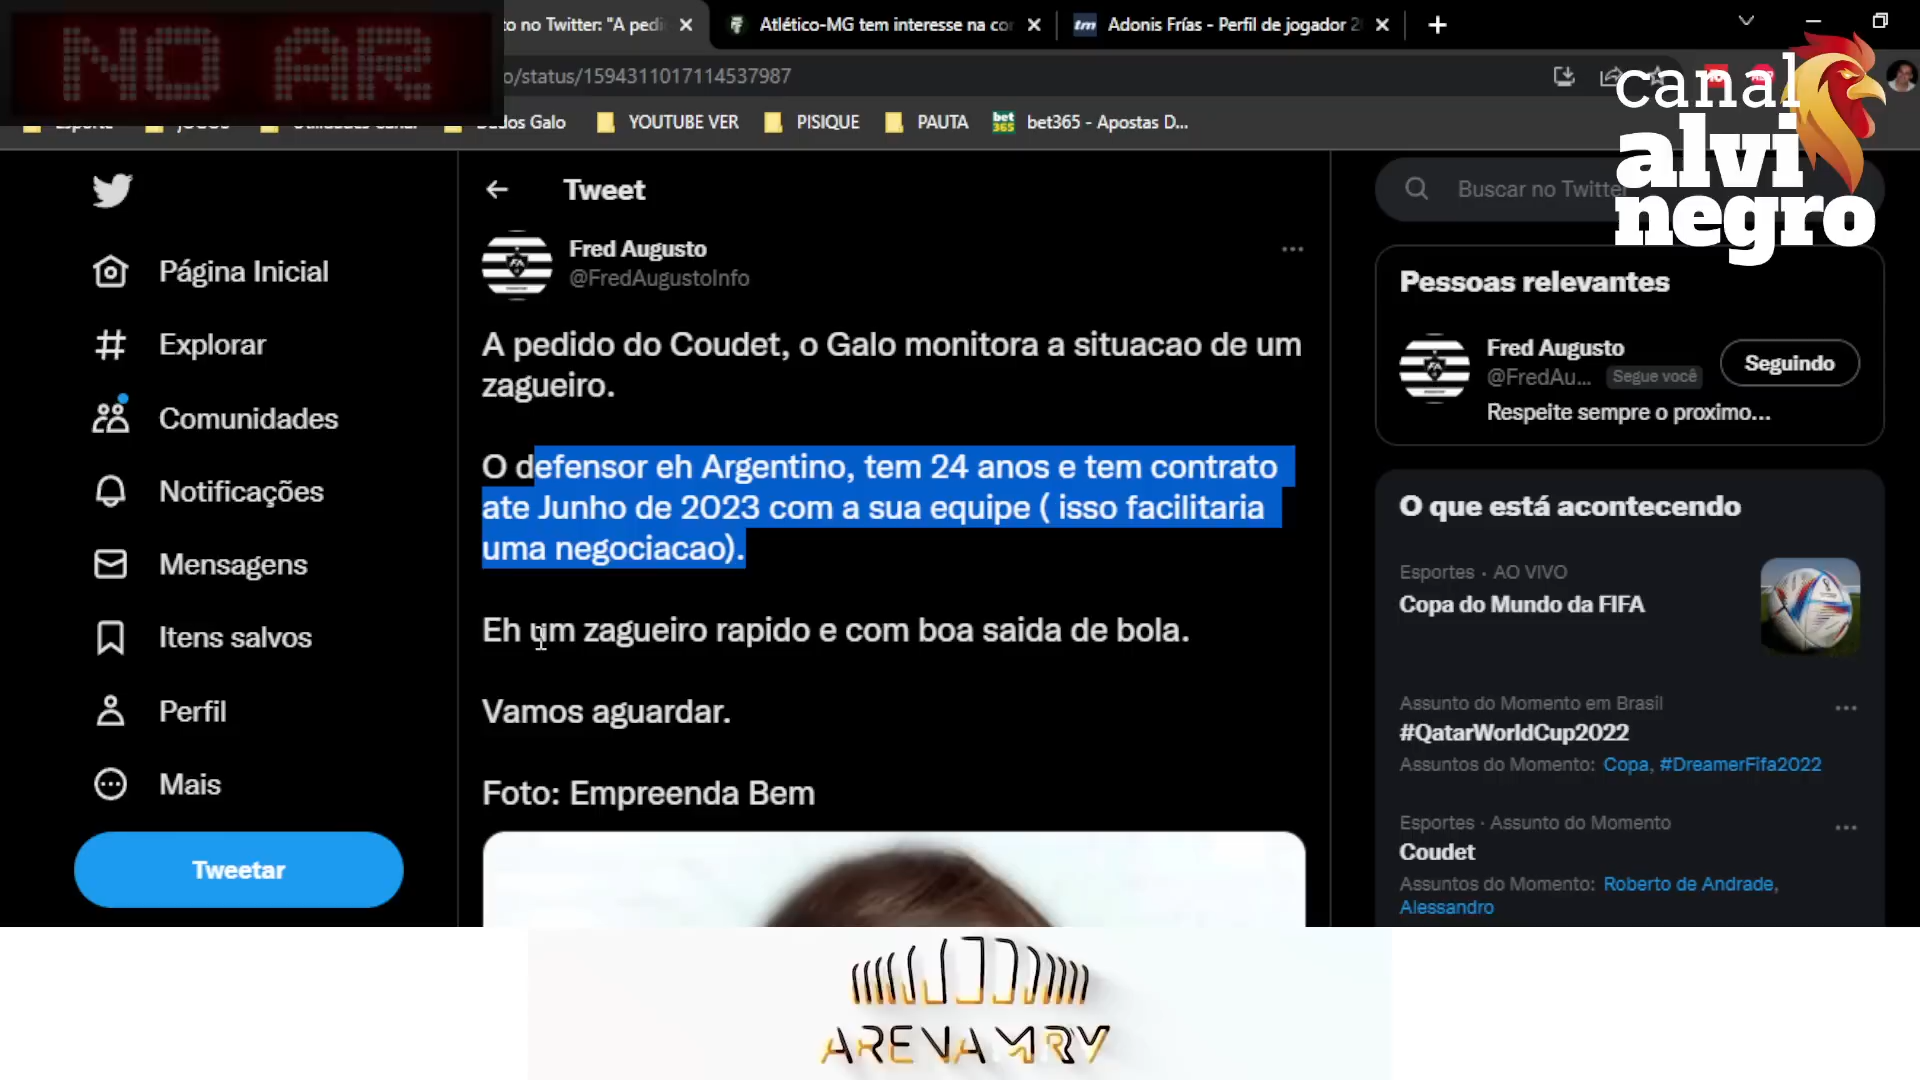 NO AR
to no Twitter: "A pedi
Atlético-MG tem interesse na co
Adonis Frías - Perfil de jogador 2
o/status/1594311017114537987
Dados Galo
YOUTUBE VER
PISIQUE
PAUTA
bet365
bet365 - Apostas D...
canal
alvi
negro
Página Inicial
Explorar
Comunidades
Notificações
Mensagens
Itens salvos
Perfil
Mais
Tweetar
Tweet
Fred Augusto
@FredAugustoInfo
A pedido do Coudet, o Galo monitora a situacao de um
zagueiro.
O defensor eh Argentino, tem 24 anos e tem contrato
ate Junho de 2023 com a sua equipe ( isso facilitaria
uma negociacao).
Eh um zagueiro rapido e com boa saida de bola.
Vamos aguardar.
Foto: Empreenda Bem
Buscar no Twitter
Pessoas relevantes
Fred Augusto
@FredAu... Segue você
Seguindo
Respeite sempre o proximo...
O que está acontecendo
Esportes · AO VIVO
Copa do Mundo da FIFA
Assunto do Momento em Brasil
#QatarWorldCup2022
Assuntos do Momento: Copa, #DreamerFifa2022
Esportes · Assunto do Momento
Coudet
Assuntos do Momento: Roberto de Andrade,
Alessandro
ARENAMRV